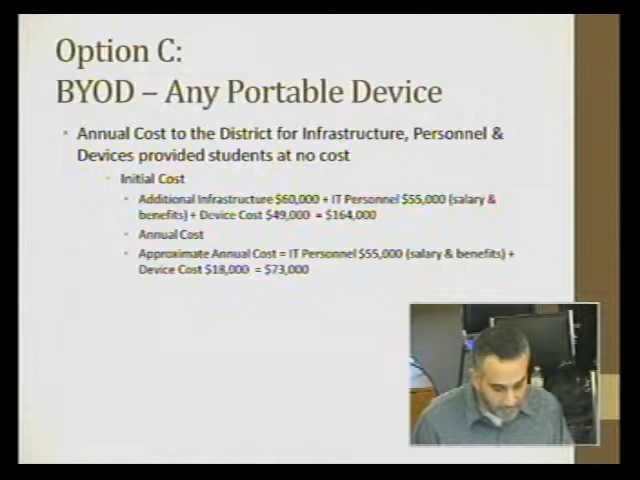 Option C:
BYOD – Any Portable Device
Annual Cost to the District for Infrastructure, Personnel &
Devices provided students at no cost
Initial Cost
Additional Infrastructure $60,000 + IT Personnel $55,000 (salary &
benefits) + Device Cost $49,000 = $164,000
Annual Cost
Approximate Annual Cost = IT Personnel $55,000 (salary & benefits) +
Device Cost $18,000 = $73,000